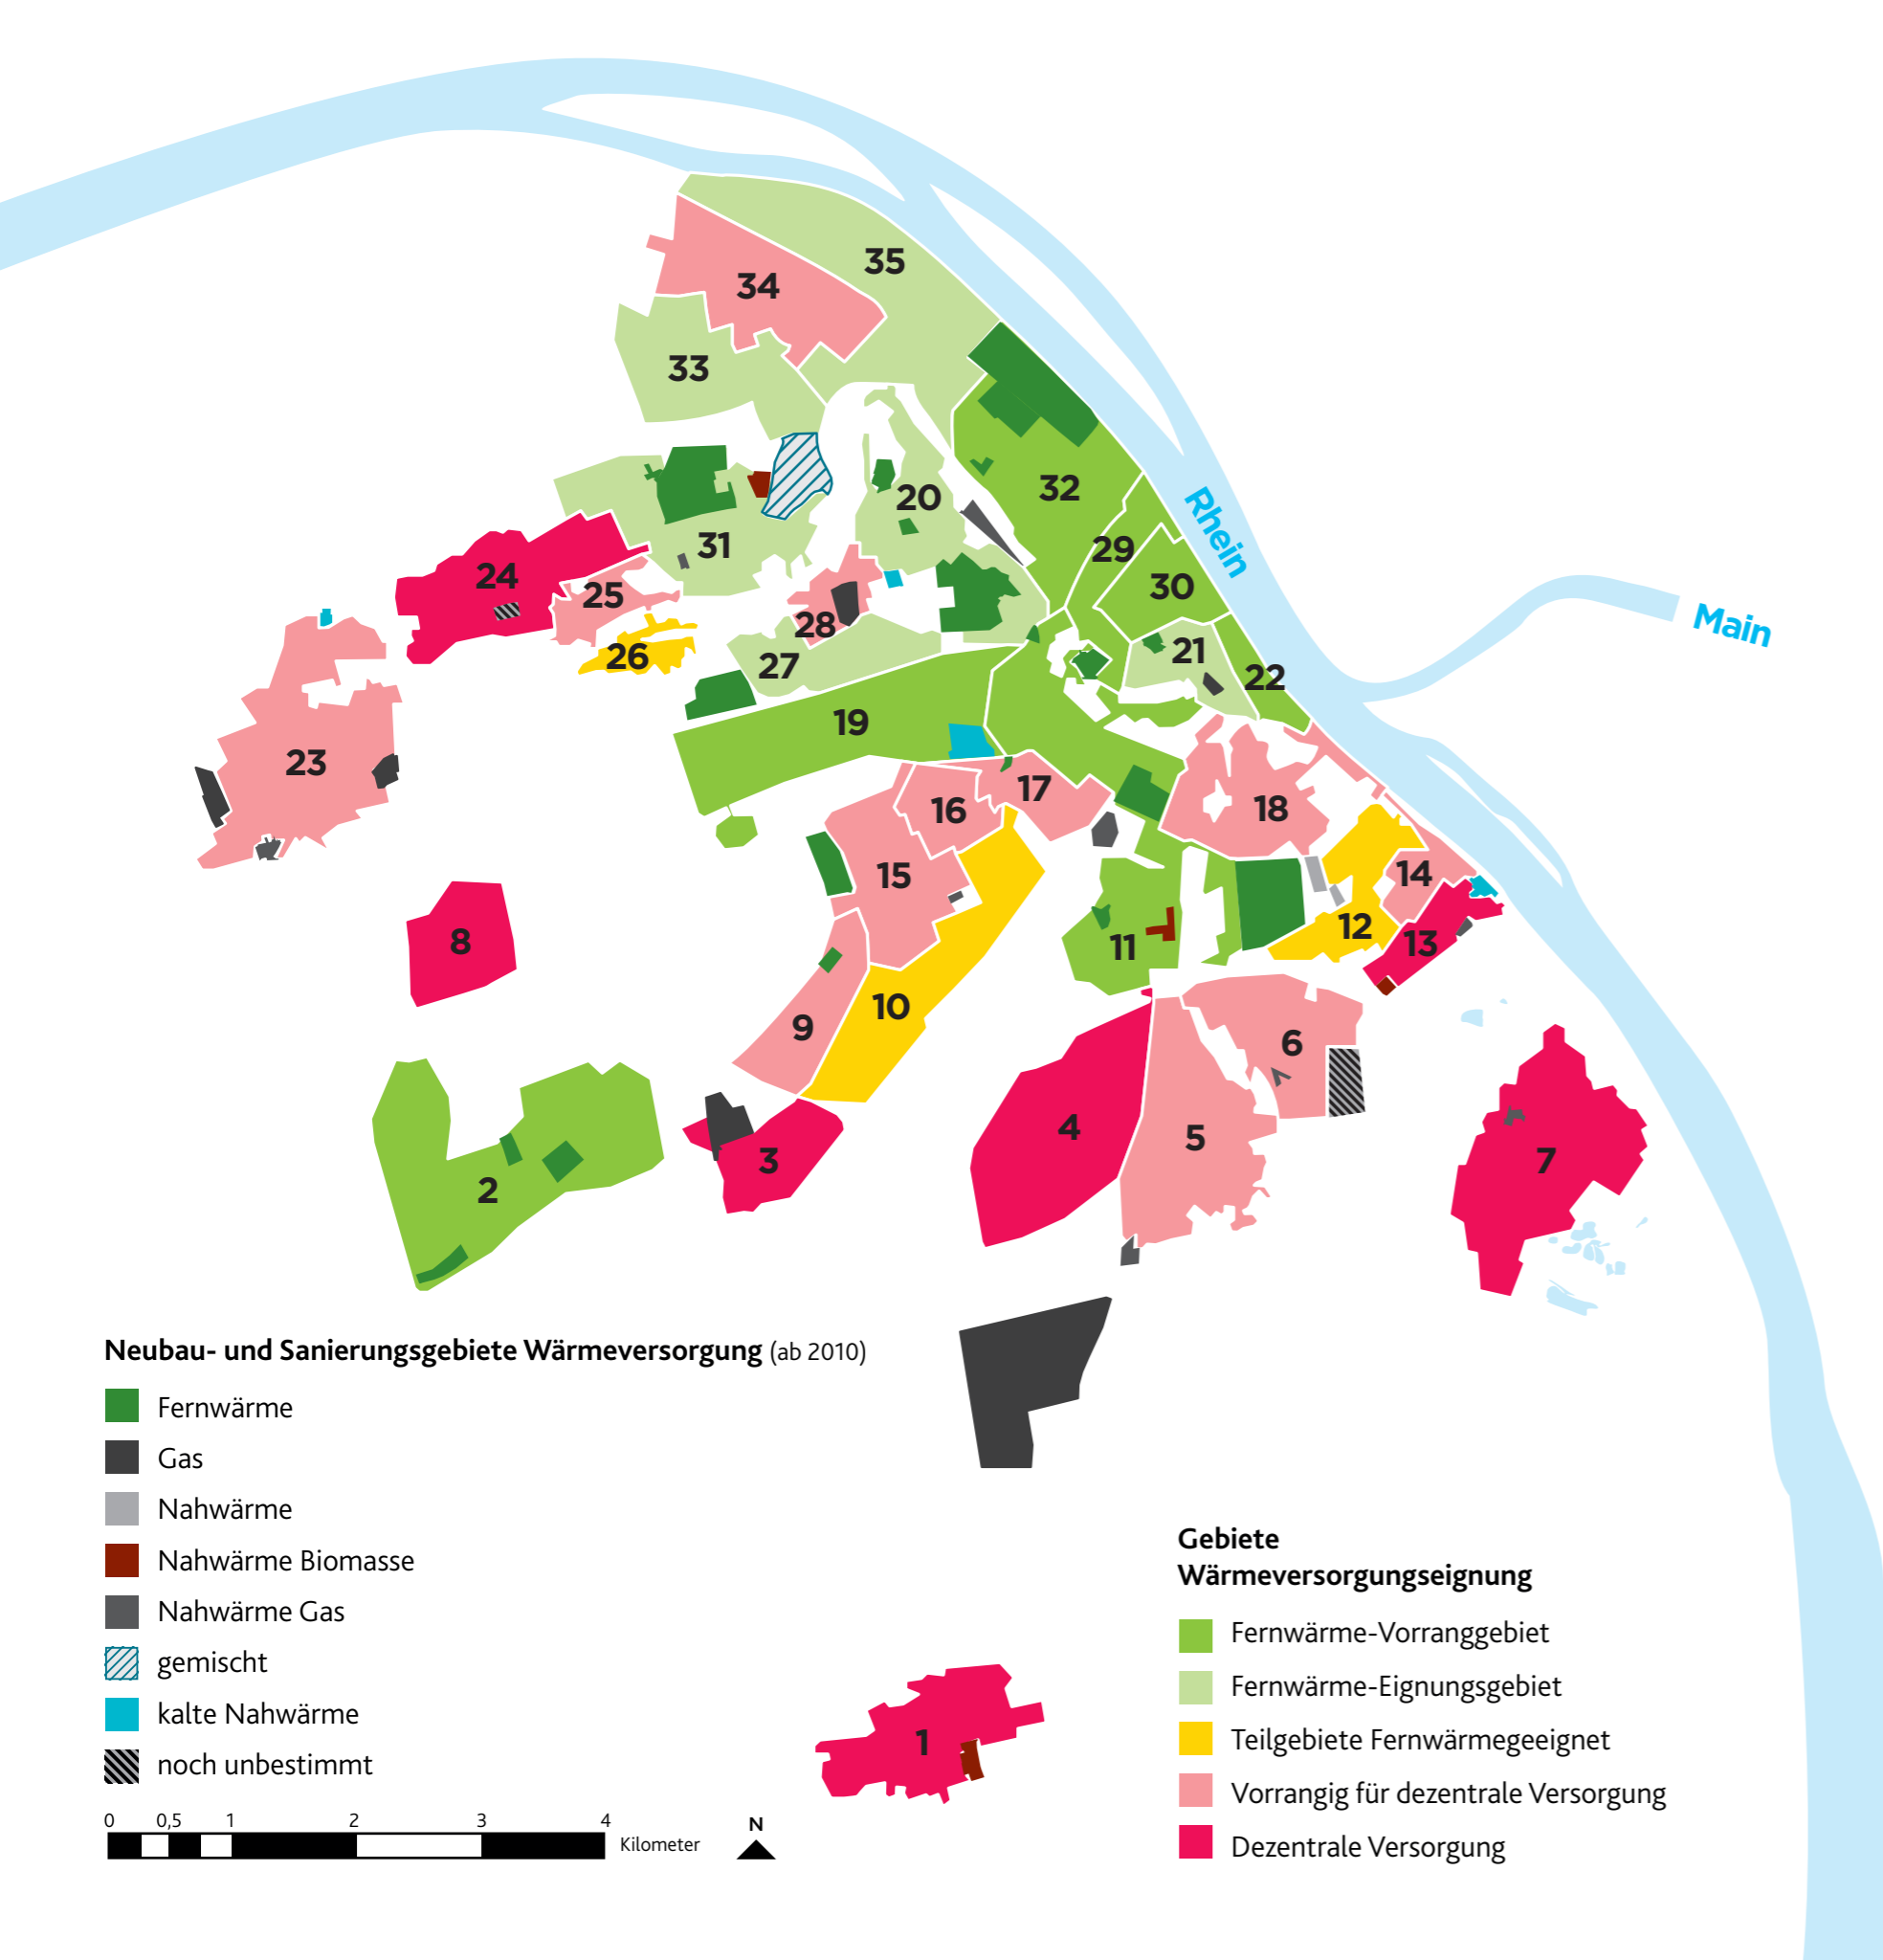 35
34
33
32
20
31
29
24
25
30
28
26
27
21
22
19
23
17
16
18
15
14
12
13
11
8
10
9
6
4
5
3
7
2
1
Rhein
Main
Neubau- und Sanierungsgebiete Wärmeversorgung (ab 2010)
Fernwärme
Gas
Nahwärme
Nahwärme Biomasse
Nahwärme Gas
gemischt
kalte Nahwärme
noch unbestimmt
0 0,5 1 2 3 4
Kilometer
N
Gebiete
Wärmeversorgungseignung
Fernwärme-Vorranggebiet
Fernwärme-Eignungsgebiet
Teilgebiete Fernwärmegeeignet
Vorrangig für dezentrale Versorgung
Dezentrale Versorgung